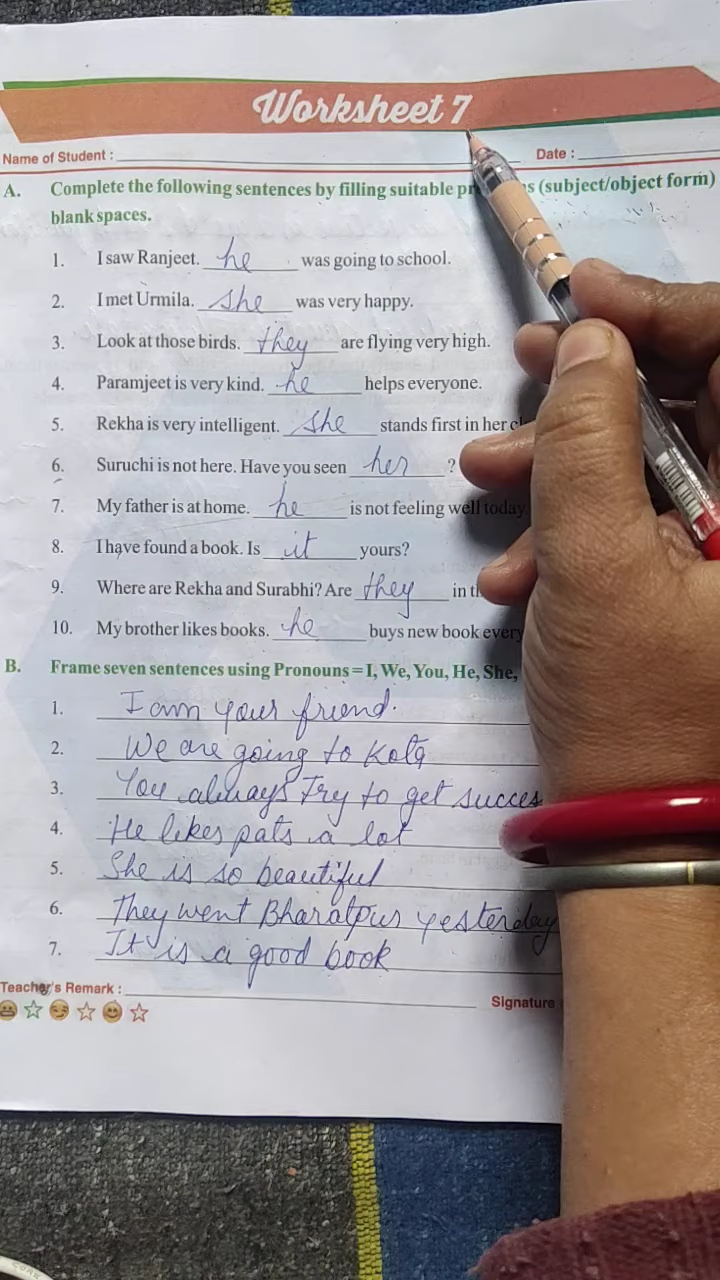 Worksheet 7
Name of Student : Date :
A. Complete the following sentences by filling suitable (subject/object form)
blank spaces.
1. I saw Ranjeet. he was going to school.
2. I met Urmila. she was very happy.
3. Look at those birds. they are flying very high.
4. Paramjeet is very kind. he helps everyone.
5. Rekha is very intelligent. she stands first in her
6. Suruchi is not here. Have you seen her ?
7. My father is at home. he is not feeling well today
8. I have found a book. Is it yours?
9. Where are Rekha and Surabhi? Are they in
10. My brother likes books. he buys new book every
B. Frame seven sentences using Pronouns = I, We, You, He, She,
1. I am your friend.
2. We are going to Kota
3. You always Try to get succes
4. He likes pats a lot
5. She is so beautiful
6. They went Bharatpur yesterday
7. It is a good book
Teacher's Remark :
Signature